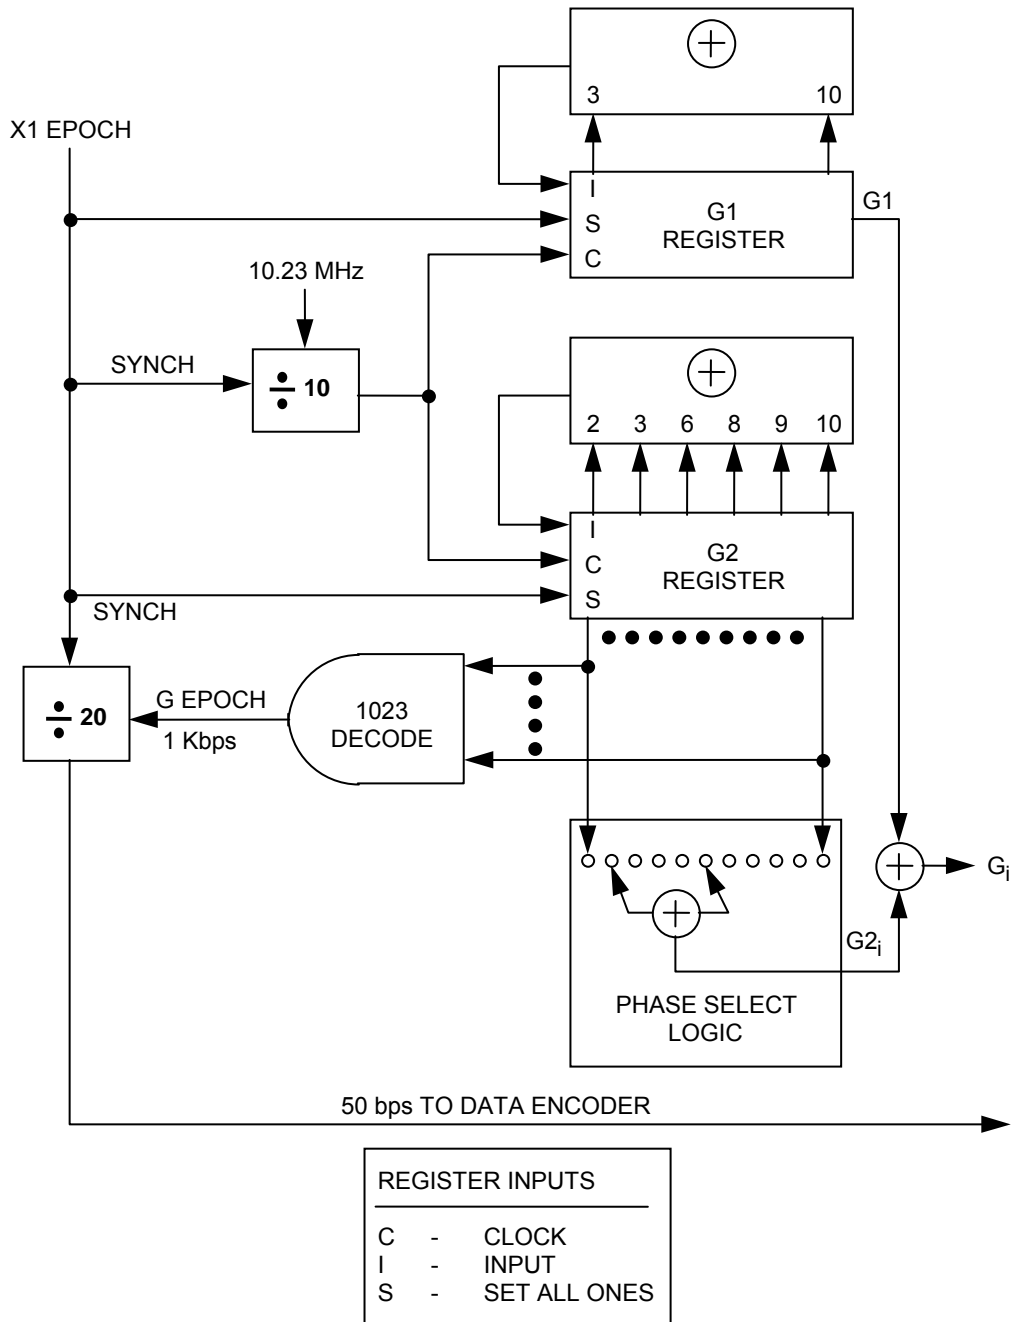 3 10
X1 EPOCH
I
S
C
G1
REGISTER
G1
10.23 MHz
SYNCH
÷ 10
2 3 6 8 9 10
I
C
S
G2
REGISTER
SYNCH
÷ 20
G EPOCH
1 Kbps
1023
DECODE
Gi
G2i
PHASE SELECT
LOGIC
50 bps TO DATA ENCODER
REGISTER INPUTS
C - CLOCK
I - INPUT
S - SET ALL ONES